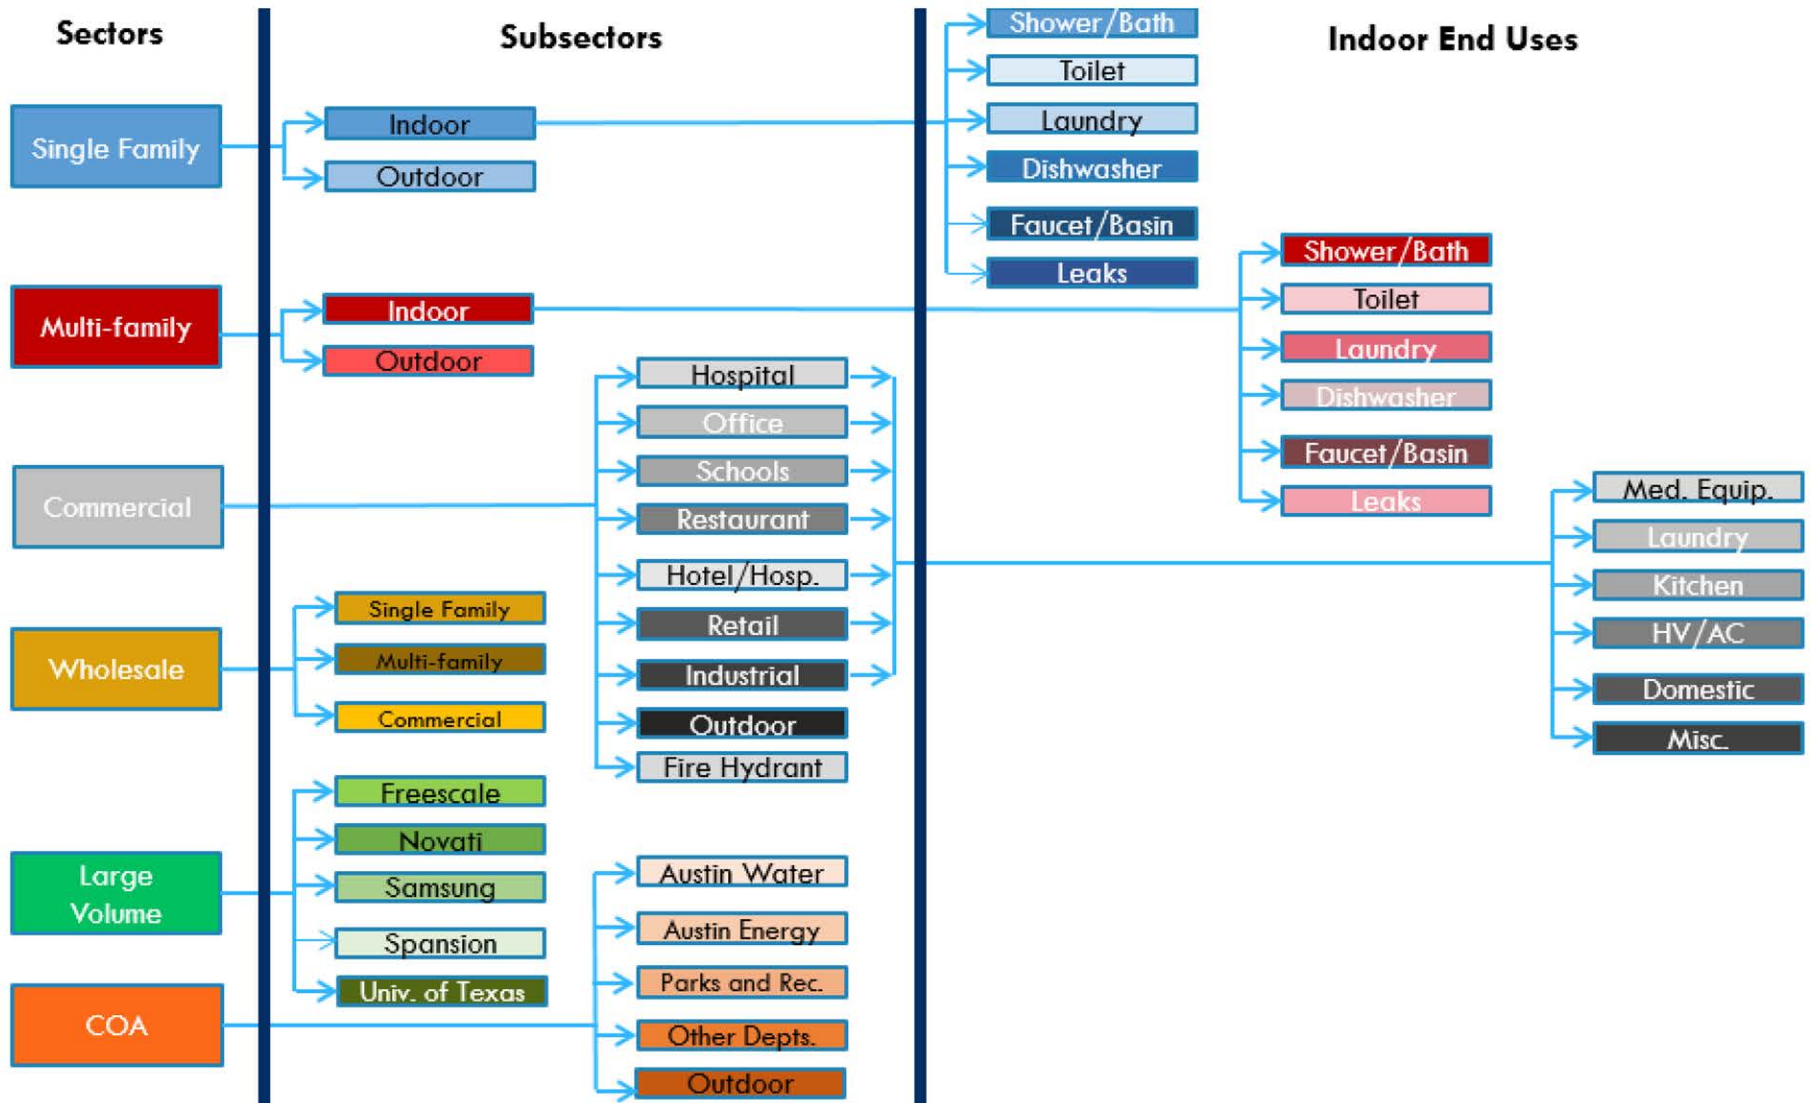 Sectors
Subsectors
Indoor End Uses
Single Family
Indoor
Outdoor
Shower/Bath
Toilet
Laundry
Dishwasher
Faucet/Basin
Leaks
Multi-family
Indoor
Outdoor
Shower/Bath
Toilet
Laundry
Dishwasher
Faucet/Basin
Leaks
Commercial
Hospital
Office
Schools
Restaurant
Hotel/Hosp.
Retail
Industrial
Outdoor
Fire Hydrant
Med. Equip.
Laundry
Kitchen
HV/AC
Domestic
Misc.
Wholesale
Single Family
Multi-family
Commercial
Large
Volume
Freescale
Novati
Samsung
Spansion
Univ. of Texas
COA
Austin Water
Austin Energy
Parks and Rec.
Other Depts.
Outdoor